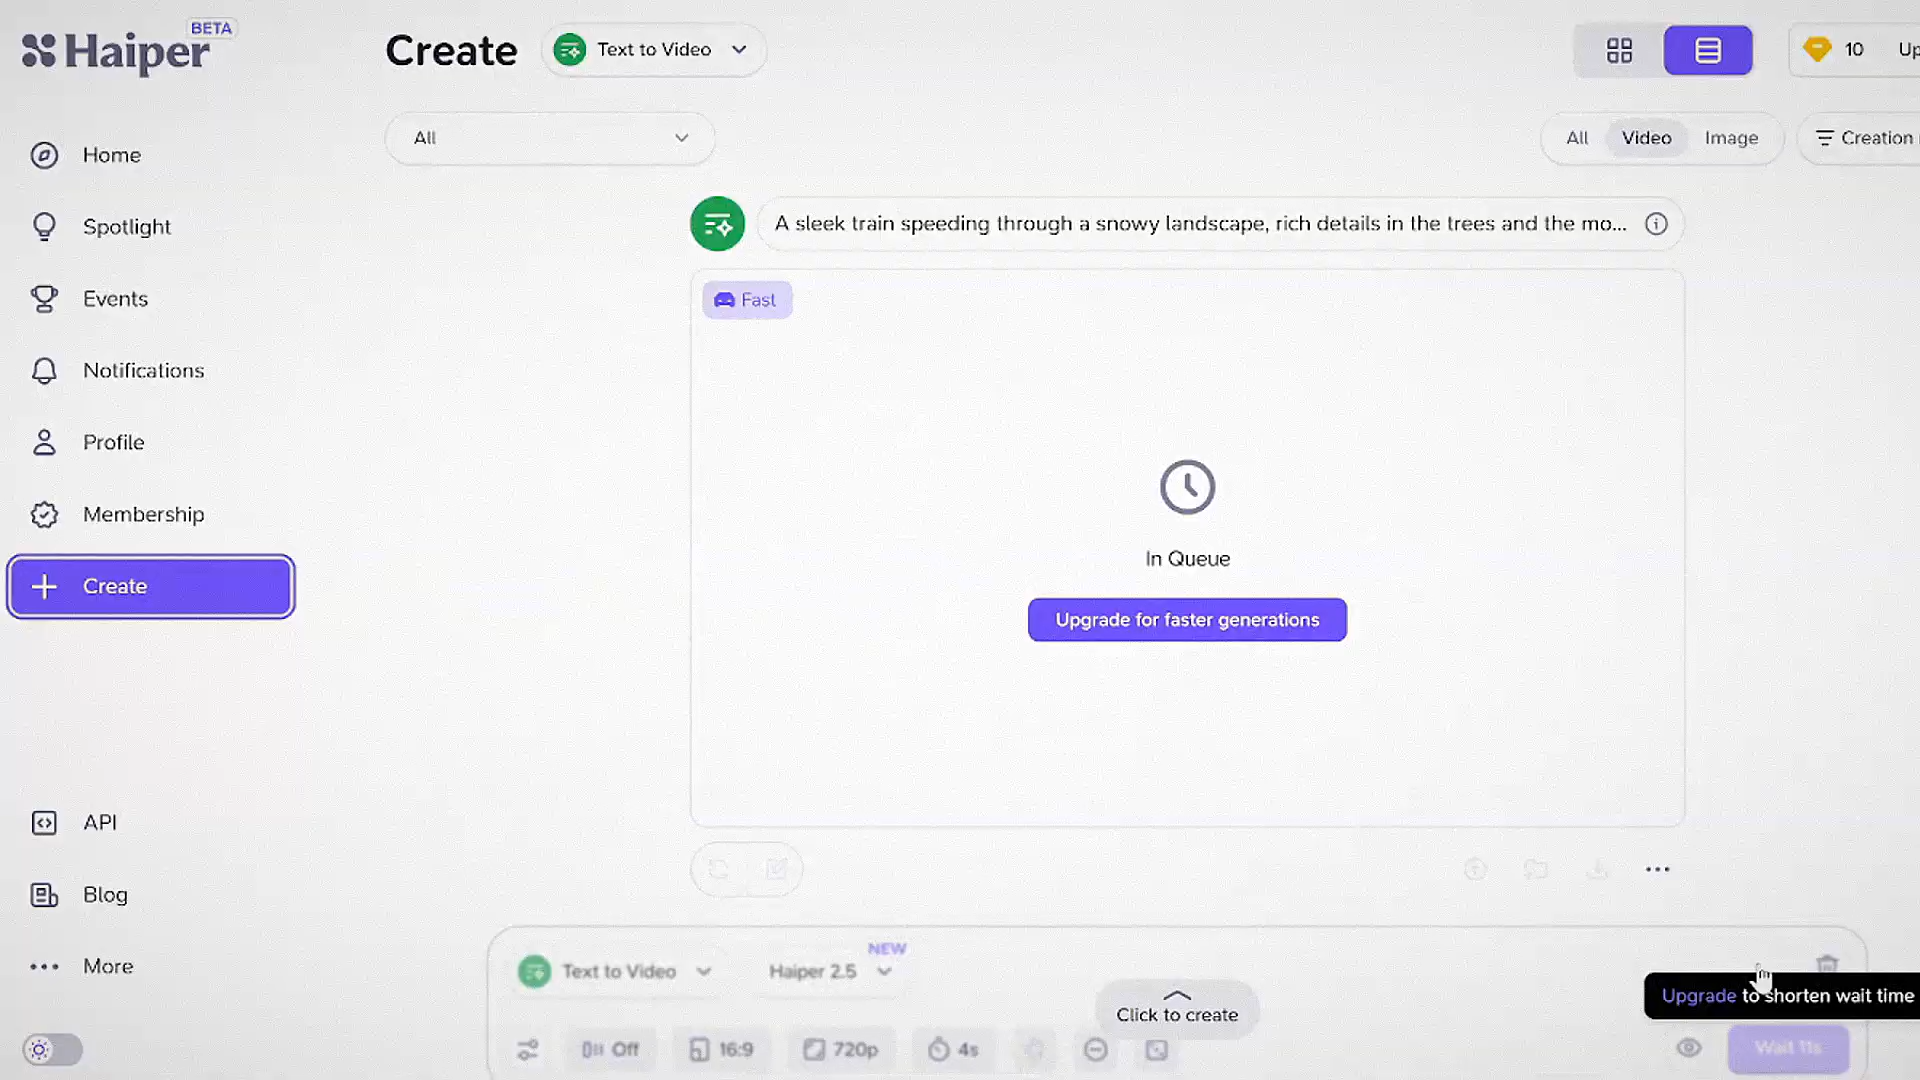 BETA
Haiper
Create
Text to Video
10
Up
All
All
Video
Image
Creation
Home
Spotlight
Events
Notifications
Profile
Membership
Create
API
Blog
More
A sleek train speeding through a snowy landscape, rich details in the trees and the mo...
Fast
In Queue
Upgrade for faster generations
NEW
Text to Video
Haiper 2.5
Click to create
Upgrade to shorten wait time
Off
16:9
720p
4s
Wait 11s